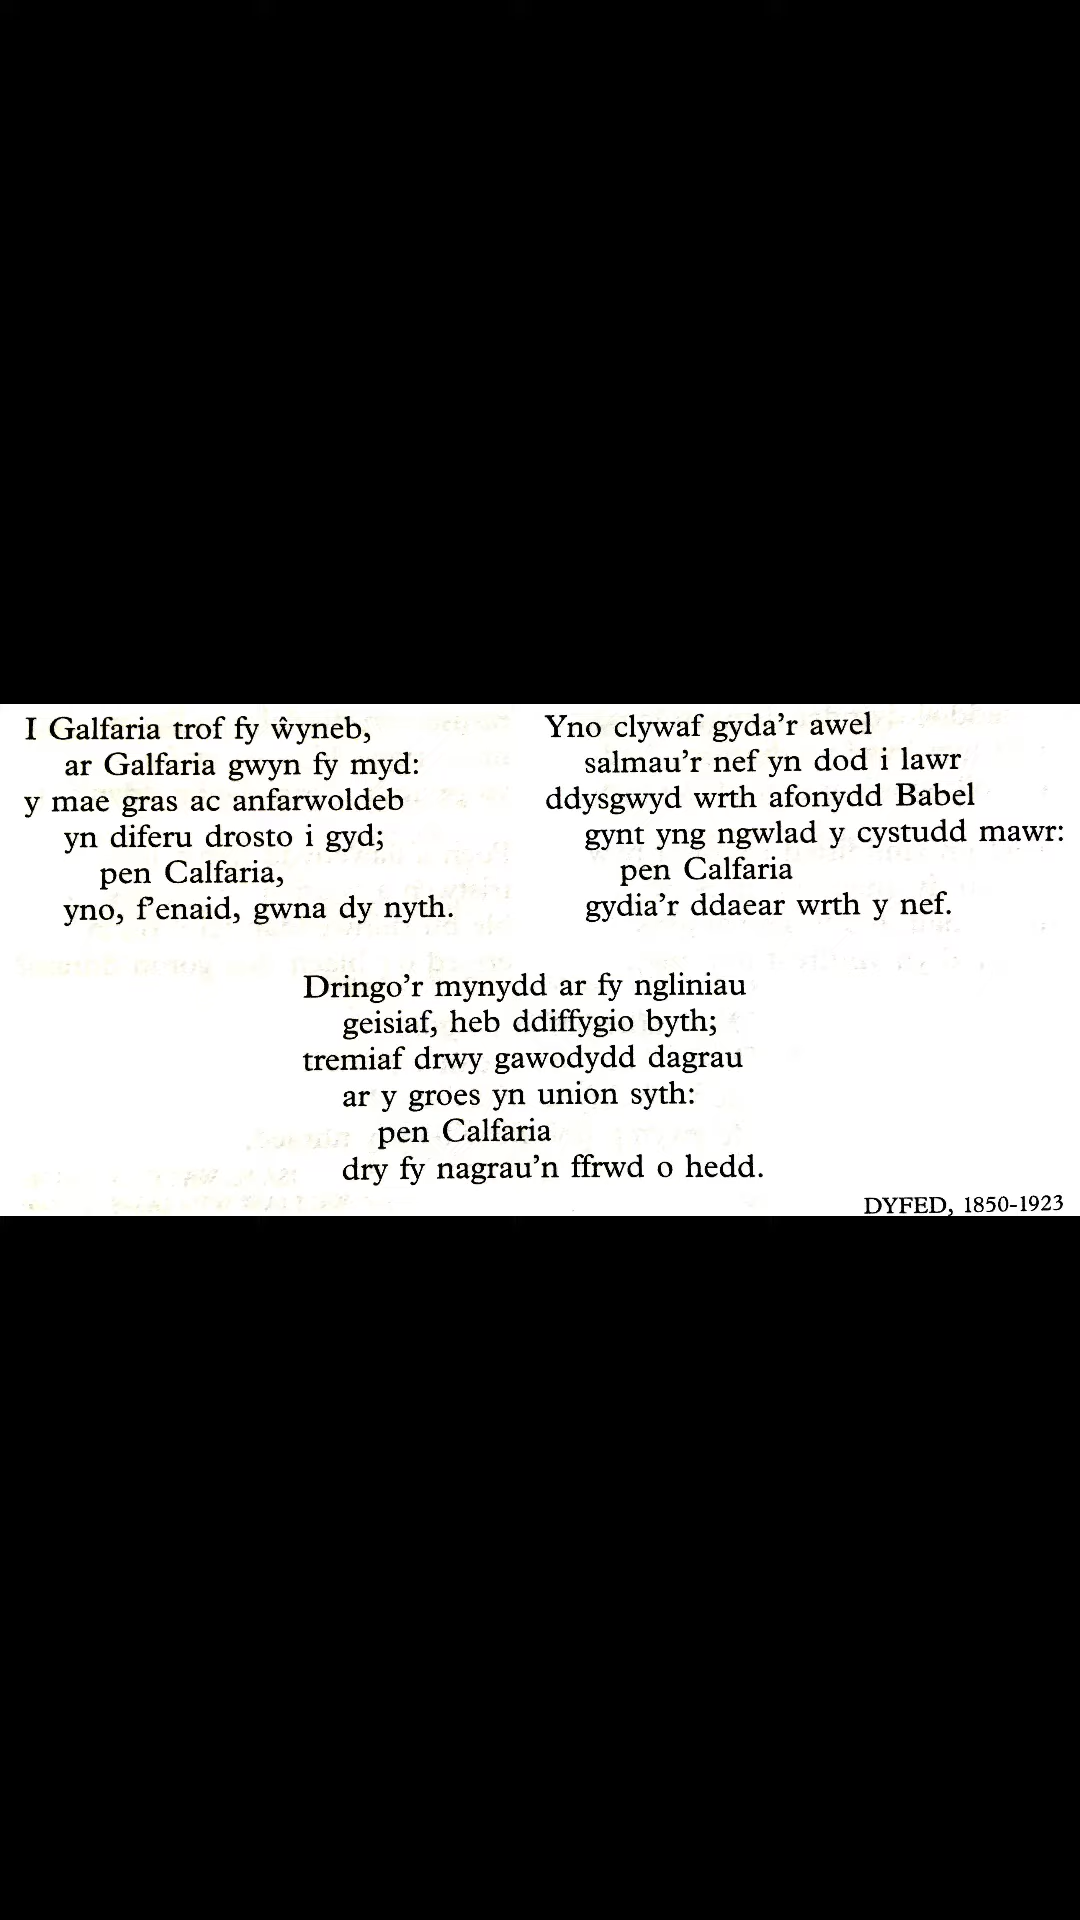 I Galfaria trof fy ŵyneb,
ar Galfaria gwyn fy myd:
y mae gras ac anfarwoldeb
yn diferu drosto i gyd;
pen Calfaria,
yno, f'enaid, gwna dy nyth.
Yno clywaf gyda'r awel
salmau'r nef yn dod i lawr
ddysgwyd wrth afonydd Babel
gynt yng ngwlad y cystudd mawr:
pen Calfaria
gydia'r ddaear wrth y nef.
Dringo'r mynydd ar fy ngliniau
geisiaf, heb ddiffygio byth;
tremiaf drwy gawodydd dagrau
ar y groes yn union syth:
pen Calfaria
dry fy nagrau'n ffrwd o hedd.
DYFED, 1850-1923